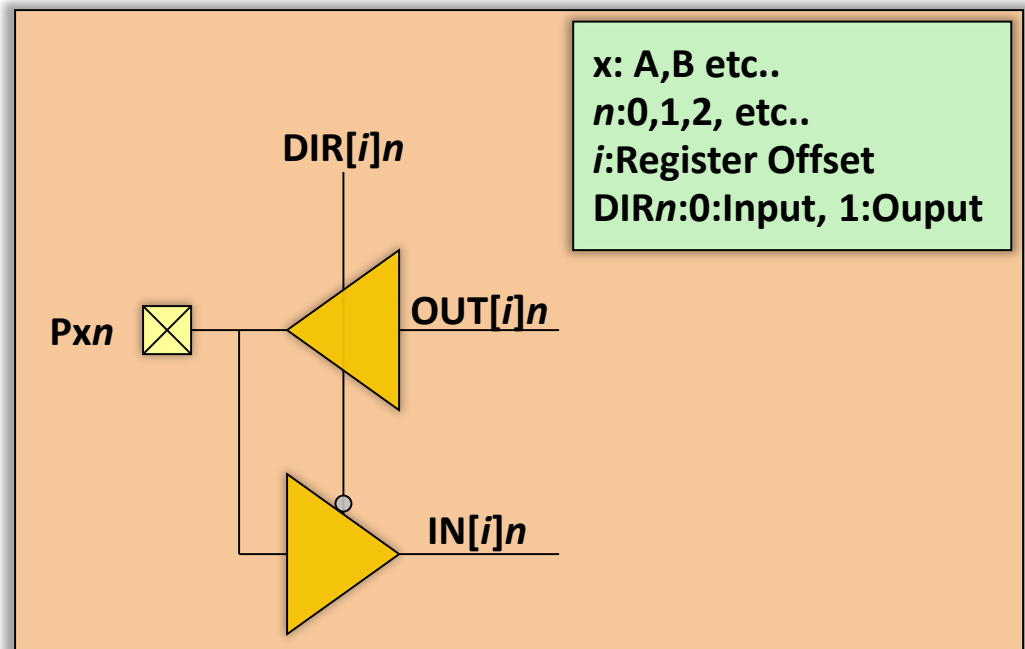 x: A,B etc..
n:0,1,2, etc..
i:Register Offset
DIRn:0:Input, 1:Ouput
DIR[i]n
OUT[i]n
Pxn
IN[i]n